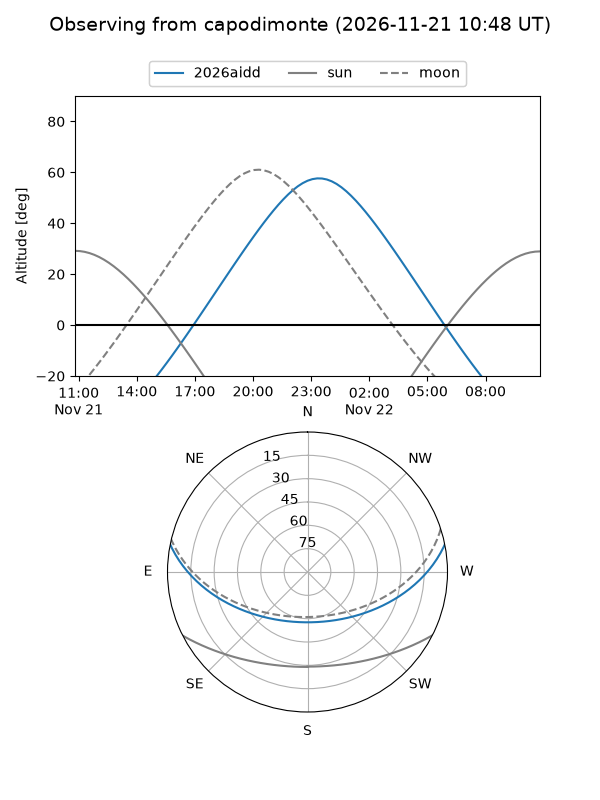 Observing from capodimonte (2026-11-21 10:48 UT)
2026aidd sun moon
Altitude [deg]
80
60
40
20
0
−20
11:00 14:00 17:00 20:00 23:00 02:00 05:00 08:00
Nov 21 Nov 22
N
NE NW
15
30
45
60
75
E W
SE SW
S